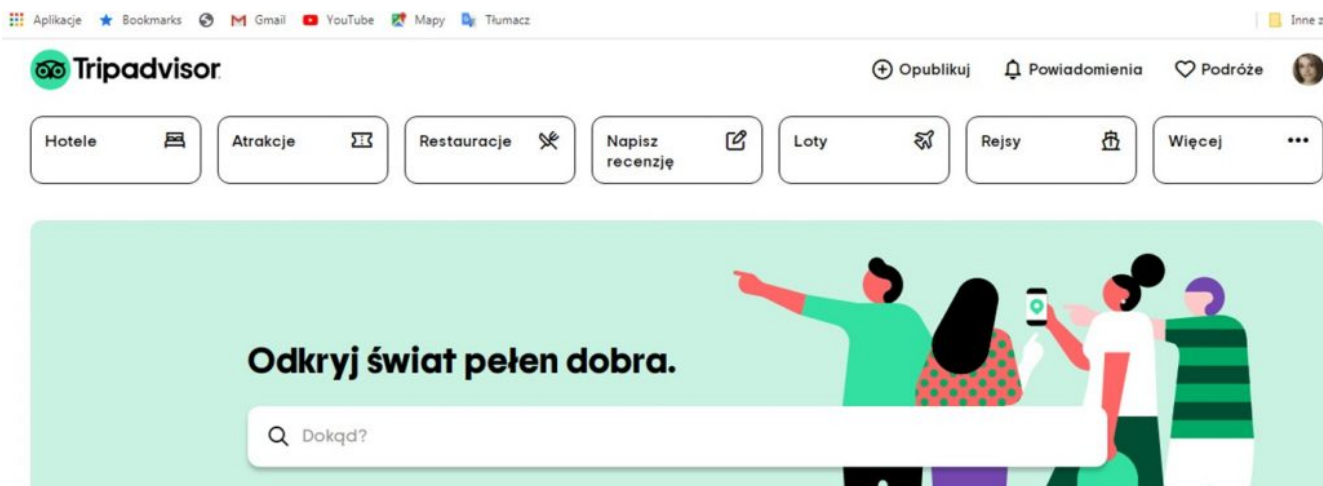 Aplikacje Bookmarks Gmail YouTube Mapy Tłumacz Inne z
Tripadvisor Opublikuj Powiadomienia Podróże
Hotele Atrakcje Restauracje Napisz recenzję Loty Rejsy Więcej
Odkryj świat pełen dobra.
Dokąd?